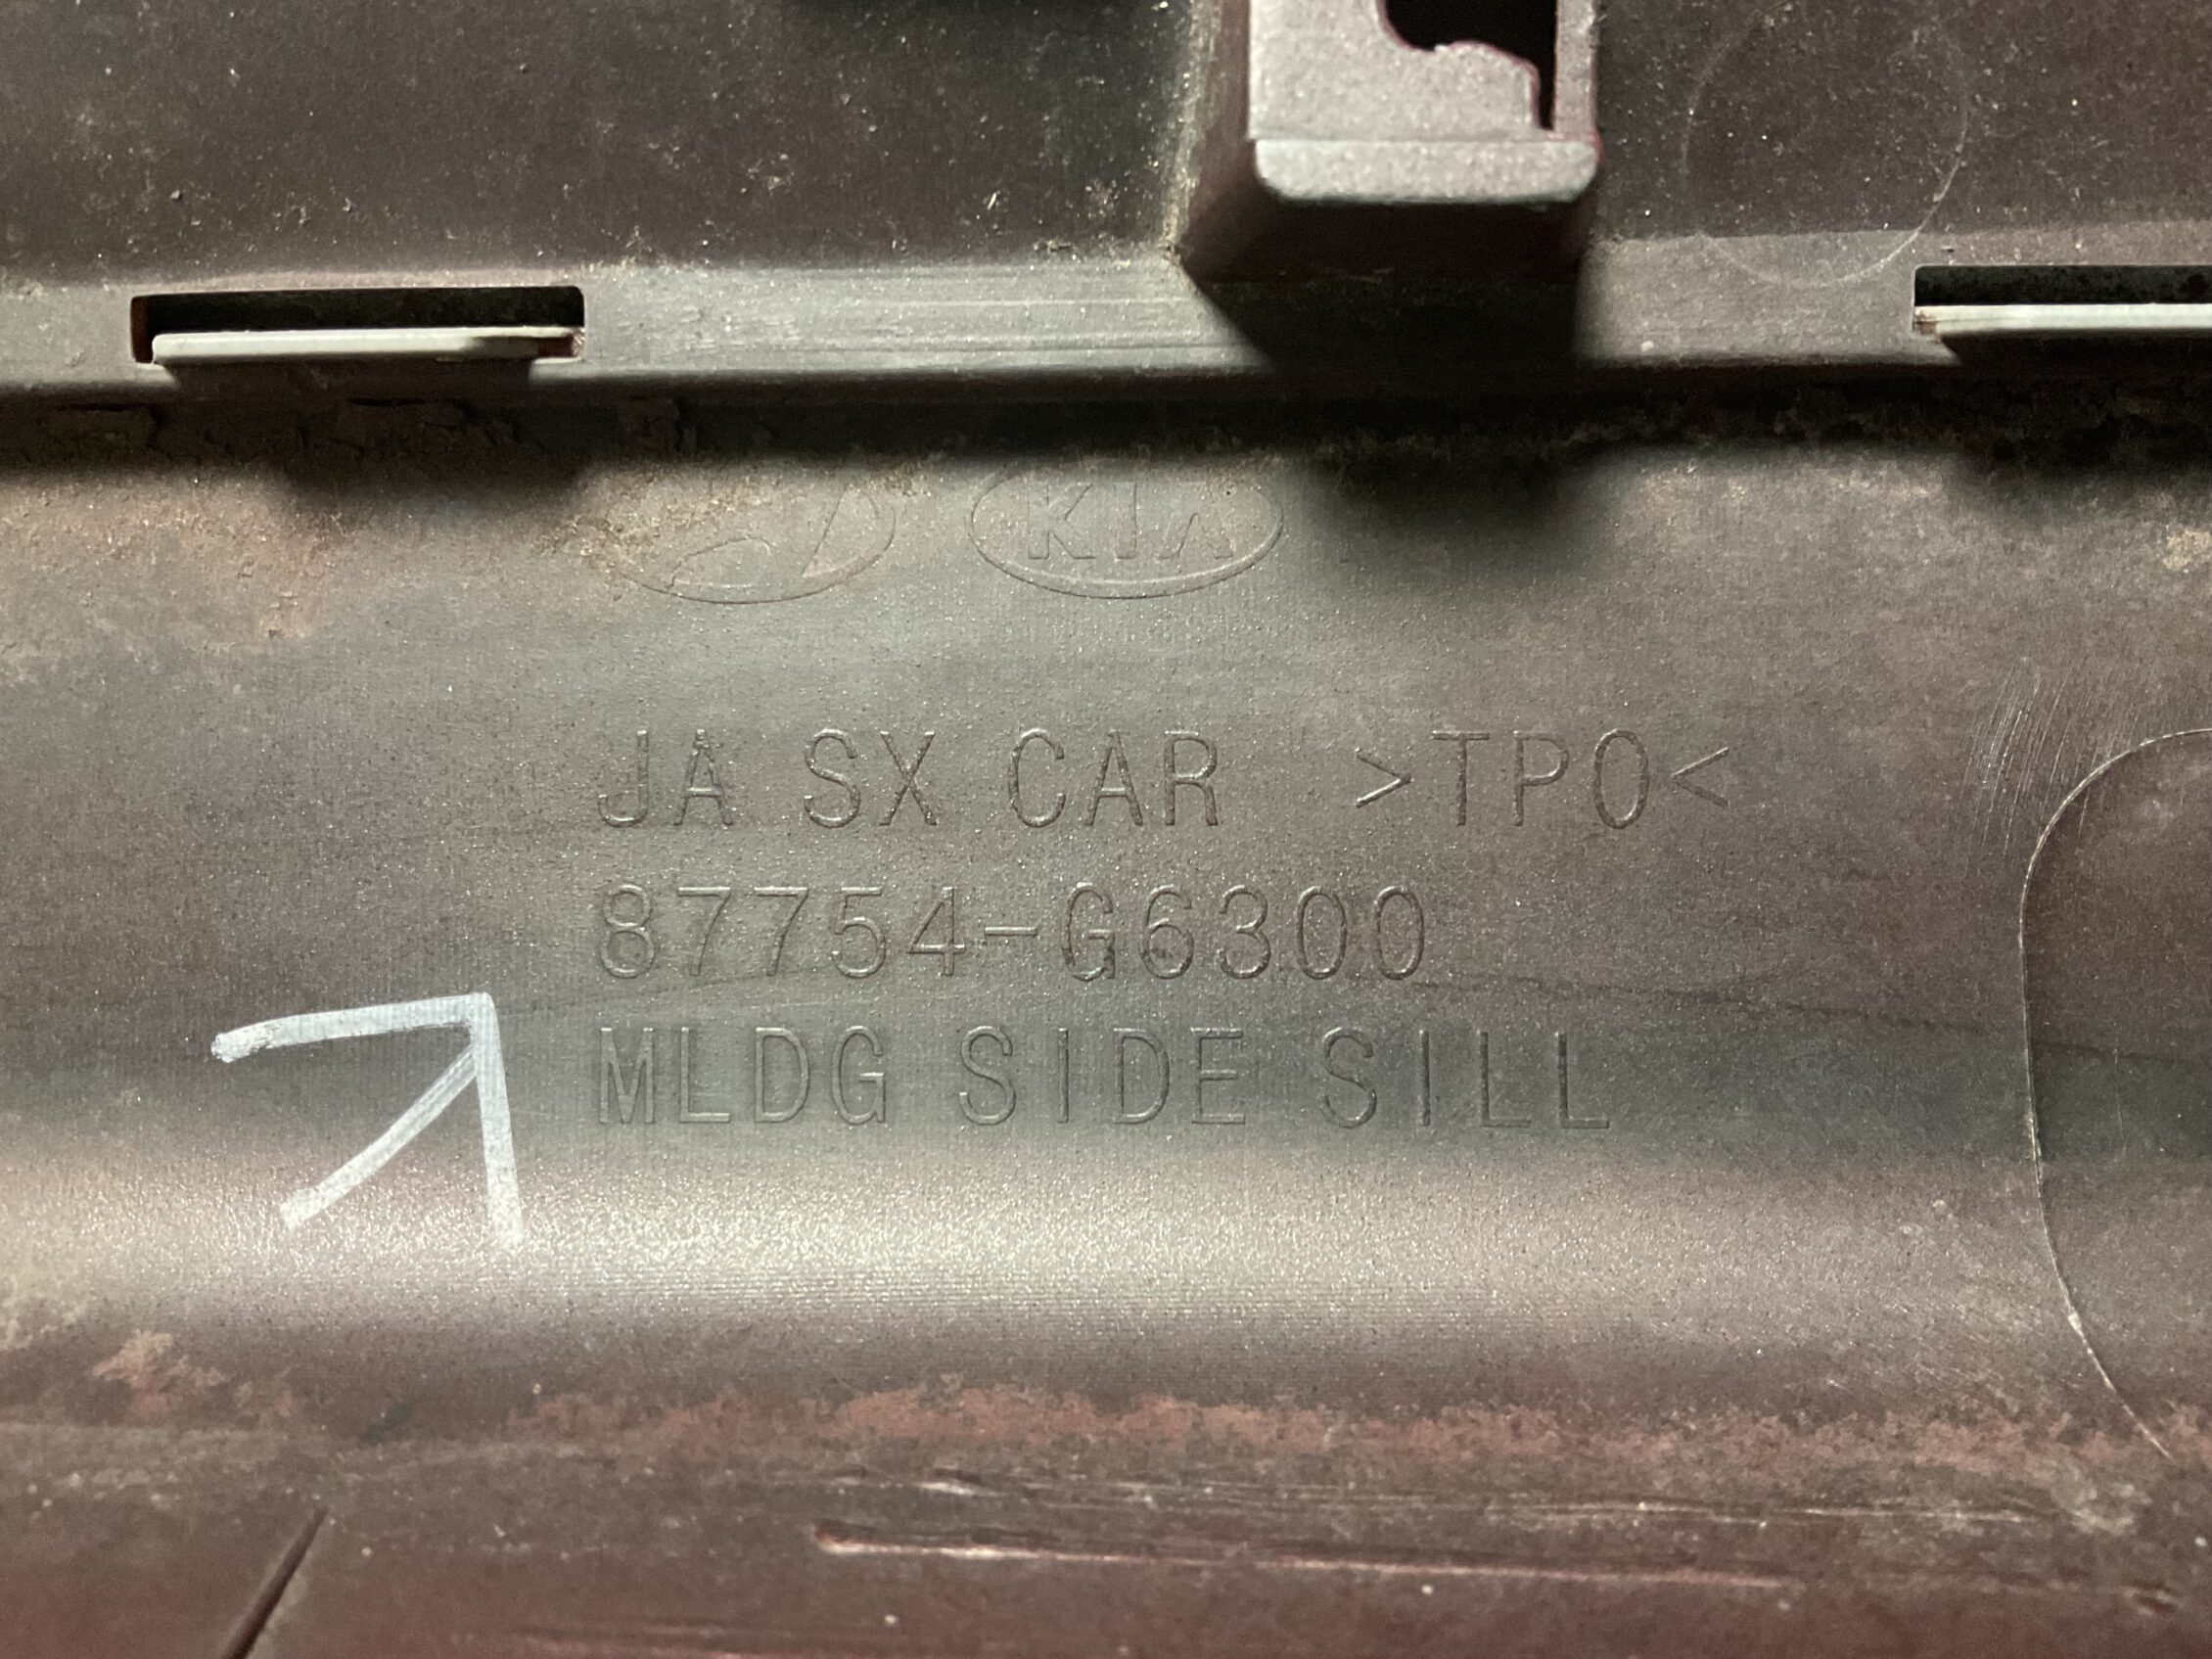 KIA
JA SX CAR >TPO<
87754-G6300
MLDG SIDE SILL